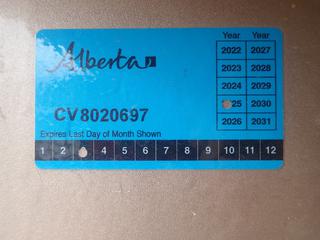 Alberta
Year Year
2022 2027
2023 2028
2024 2029
2030
2026 2031
CV8020697
Expires Last Day of Month Shown
1 2 4 5 6 7 8 9 10 11 12